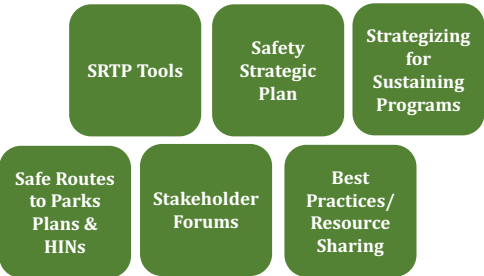 SRTP Tools
Safety
Strategic
Plan
Strategizing
for
Sustaining
Programs
Safe Routes
to Parks
Plans &
HINs
Stakeholder
Forums
Best
Practices/
Resource
Sharing